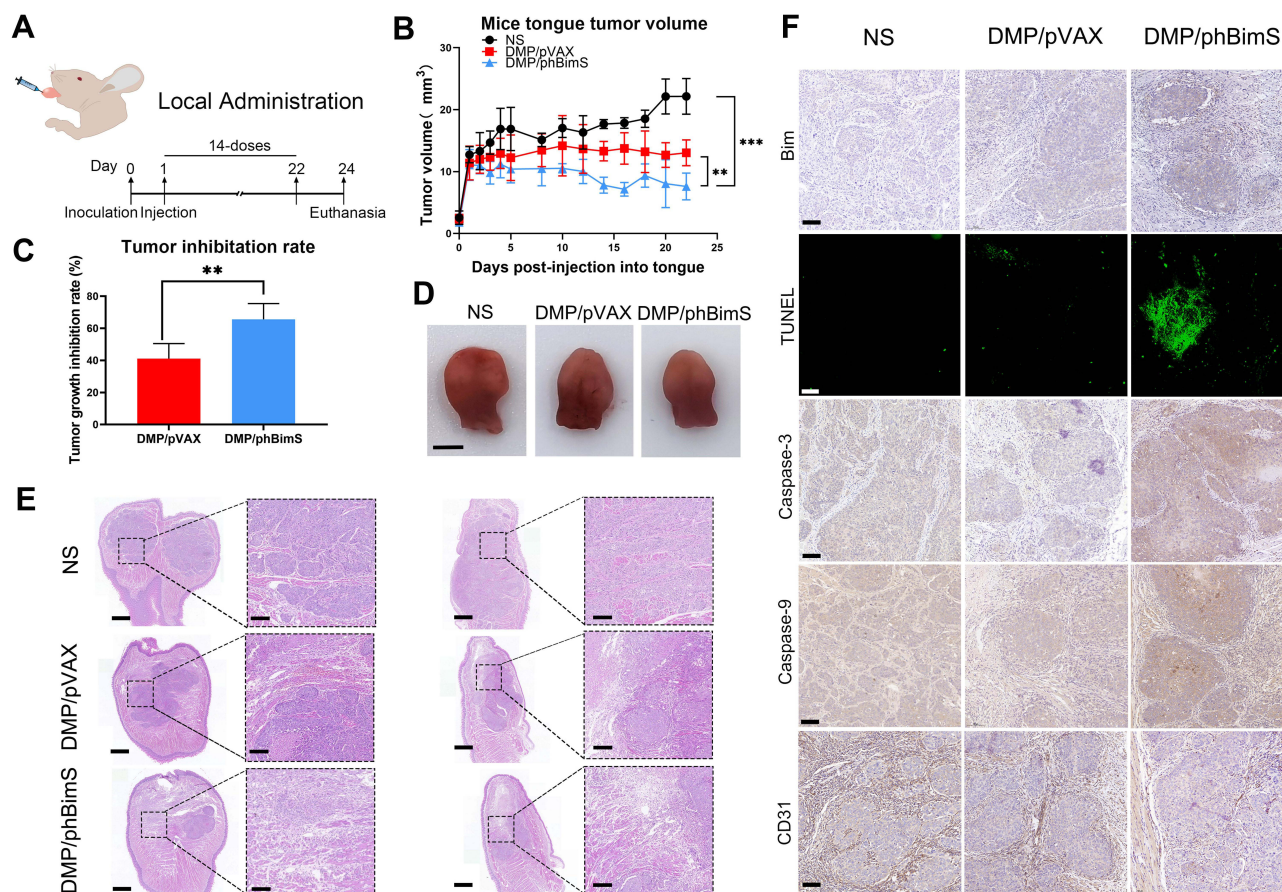 A
Local Administration
14-doses
Day 0 1 22 24
Inoculation Injection Euthanasia
B
Mice tongue tumor volume
NS
DMP/pVAX
DMP/phBimS
Tumor volume( mm³)
30
20
10
0
0 5 10 15 20 25
Days post-injection into tongue
***
**
C
Tumor inhibitation rate
Tumor growth inhibition rate (%)
80
60
40
20
0
**
DMP/pVAX DMP/phBimS
D
NS DMP/pVAX DMP/phBimS
E
NS
DMP/pVAX
DMP/phBimS
F
NS DMP/pVAX DMP/phBimS
Bim
TUNEL
Caspase-3
Caspase-9
CD31